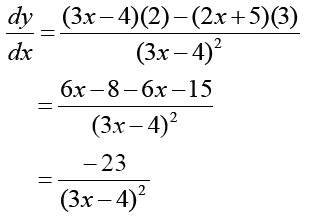 dy/dx = ((3x−4)(2)−(2x+5)(3))/(3x−4)²
= (6x−8−6x−15)/(3x−4)²
= −23/(3x−4)²